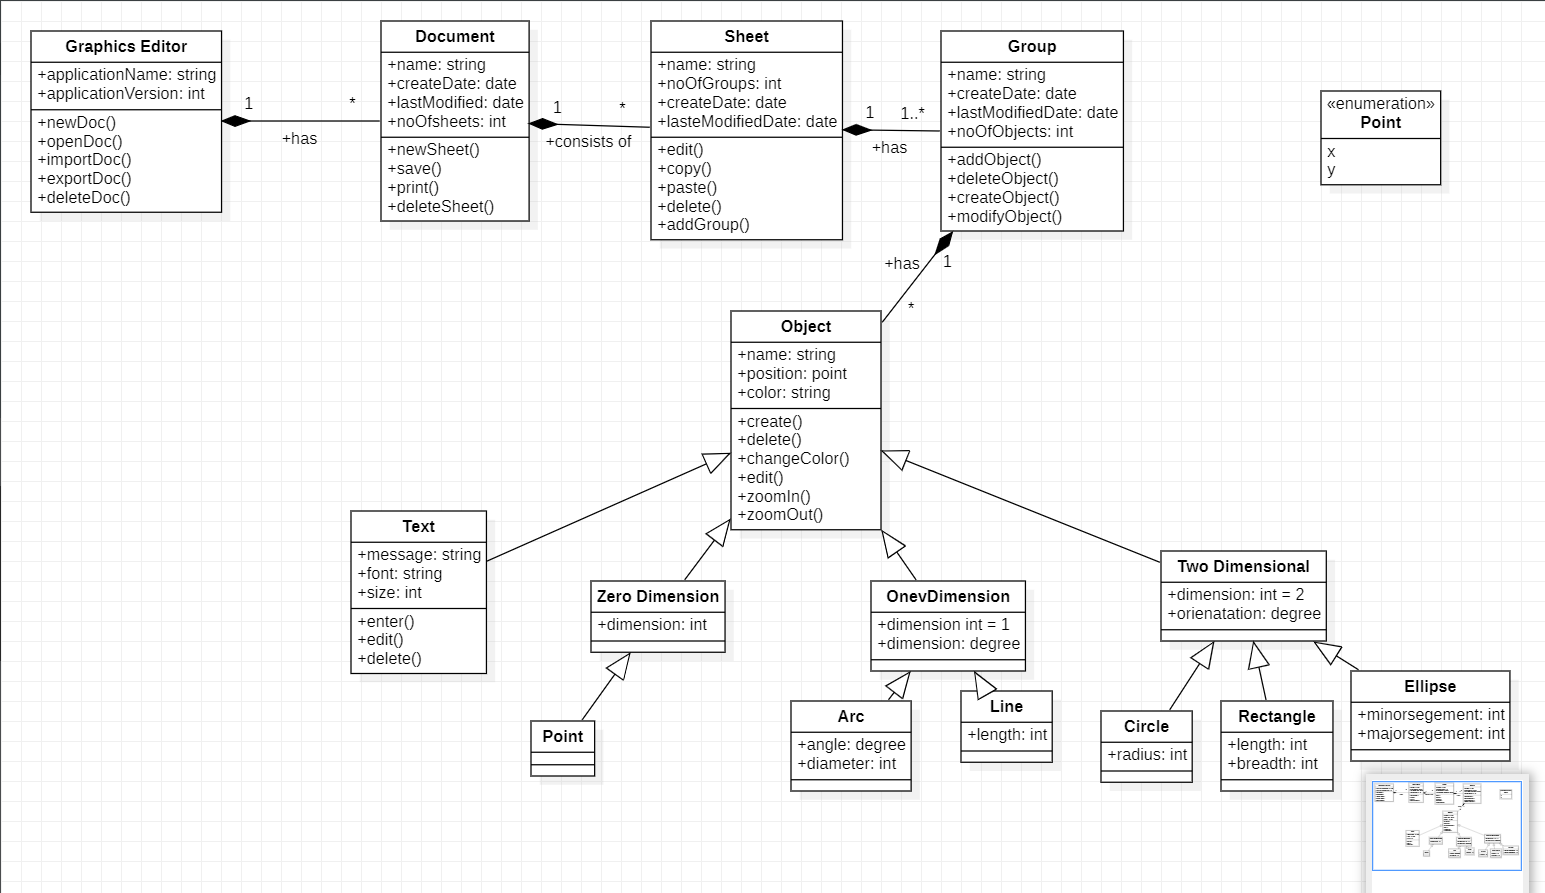 Graphics Editor
+applicationName: string
+applicationVersion: int
+newDoc()
+openDoc()
+importDoc()
+exportDoc()
+deleteDoc()
1
*
+has
Document
+name: string
+createDate: date
+lastModified: date
+noOfsheets: int
+newSheet()
+save()
+print()
+deleteSheet()
1
*
+consists of
Sheet
+name: string
+noOfGroups: int
+createDate: date
+lasteModifiedDate: date
+edit()
+copy()
+paste()
+delete()
+addGroup()
1
1..*
+has
Group
+name: string
+createDate: date
+lastModifiedDate: date
+noOfObjects: int
+addObject()
+deleteObject()
+createObject()
+modifyObject()
«enumeration»
Point
x
y
+has
1
*
Object
+name: string
+position: point
+color: string
+create()
+delete()
+changeColor()
+edit()
+zoomIn()
+zoomOut()
Text
+message: string
+font: string
+size: int
+enter()
+edit()
+delete()
Zero Dimension
+dimension: int
OnevDimension
+dimension int = 1
+dimension: degree
Two Dimensional
+dimension: int = 2
+orienatation: degree
Point
Arc
+angle: degree
+diameter: int
Line
+length: int
Circle
+radius: int
Rectangle
+length: int
+breadth: int
Ellipse
+minorsegement: int
+majorsegement: int